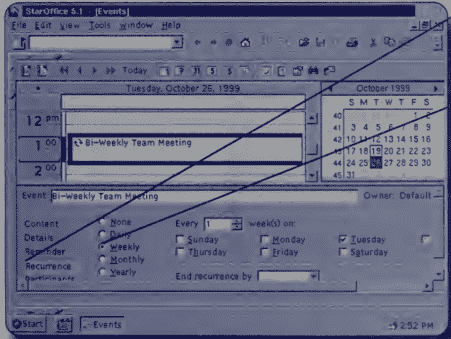 StarOffice 5.1 - [Events]
File Edit View Tools Window Help
Today
Tuesday, October 26, 1999
October 1999
S M T W T F S
40 1 2
41 3 4 5 6 7 8 9
42 10 11 12 13 14 15 16
43 17 18 19 20 21 22 23
44 24 25 26 27 28 29 30
45 31
12 pm
1 00
Bi-Weekly Team Meeting
2 00
Event Bi-Weekly Team Meeting Owner: Default
Content
Details
Reminder
Recurrence
Participants
None
Daily
Weekly
Monthly
Yearly
Every 1 week(s) on:
Sunday Monday Tuesday
Thursday Friday Saturday
End recurrence by
Start Events 2:52 PM